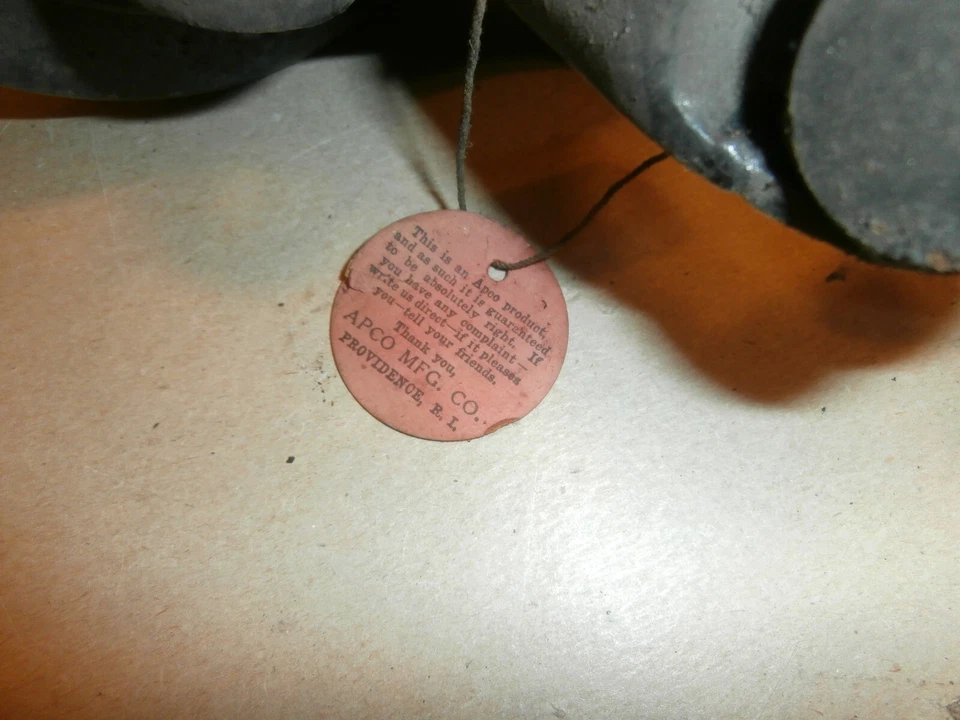 This is an Apco product,
and as such it is guaranteed
to be absolutely right. If
you have any complaint—
write us direct—if it pleases
you—tell your friends.
Thank you,
APCO MFG. CO.
PROVIDENCE, R. I.